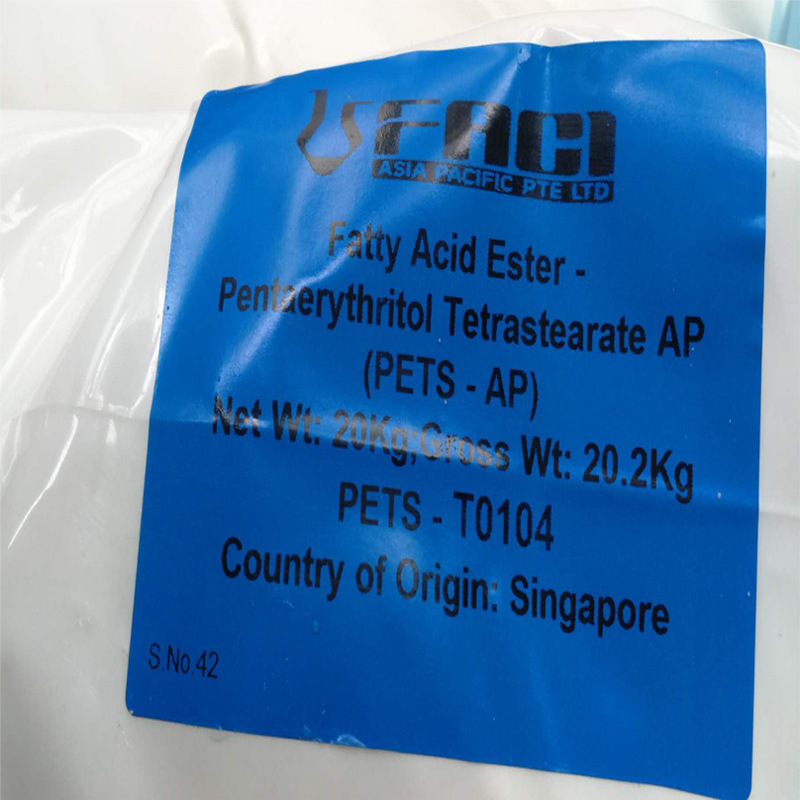 FACI
ASIA PACIFIC PTE LTD
Fatty Acid Ester -
Pentaerythritol Tetrastearate AP
(PETS - AP)
Net Wt: 20Kg;Gross Wt: 20.2Kg
PETS - T0104
Country of Origin: Singapore
S.No.42